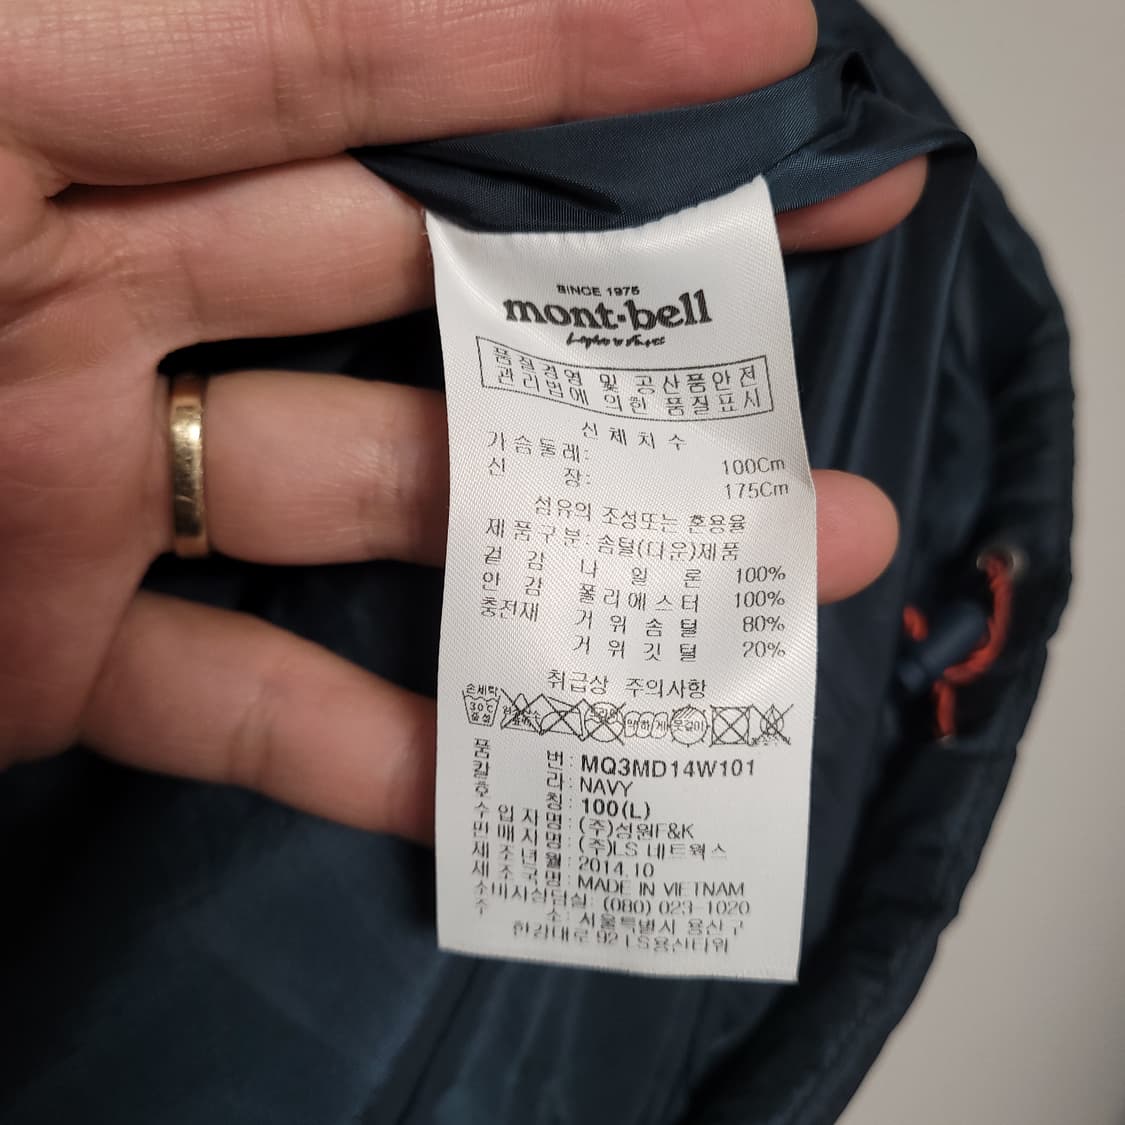 SINCE 1975
mont-bell
품질경영 및 공산품안전
관리법에 의한 품질표시
신체치수
가슴둘레: 100Cm
신 장: 175Cm
섬유의 조성또는 혼용율
제품구분: 솜털(다운)제품
겉 감 나 일 론 100%
안 감 폴리에스터 100%
충전재 거 위 솜 털 80%
거 위 깃 털 20%
취급상 주의사항
손세탁
30℃
중성
품 번: MQ3MD14W101
칼 라: NAVY
호 칭: 100(L)
수입자명: (주)성원F&K
판매자명: (주)LS 네트웍스
제조년월: 2014.10
제조국명: MADE IN VIETNAM
소비자상담실: (080) 023-1020
주 소: 서울특별시 용산구
한강대로 92 LS용산타워